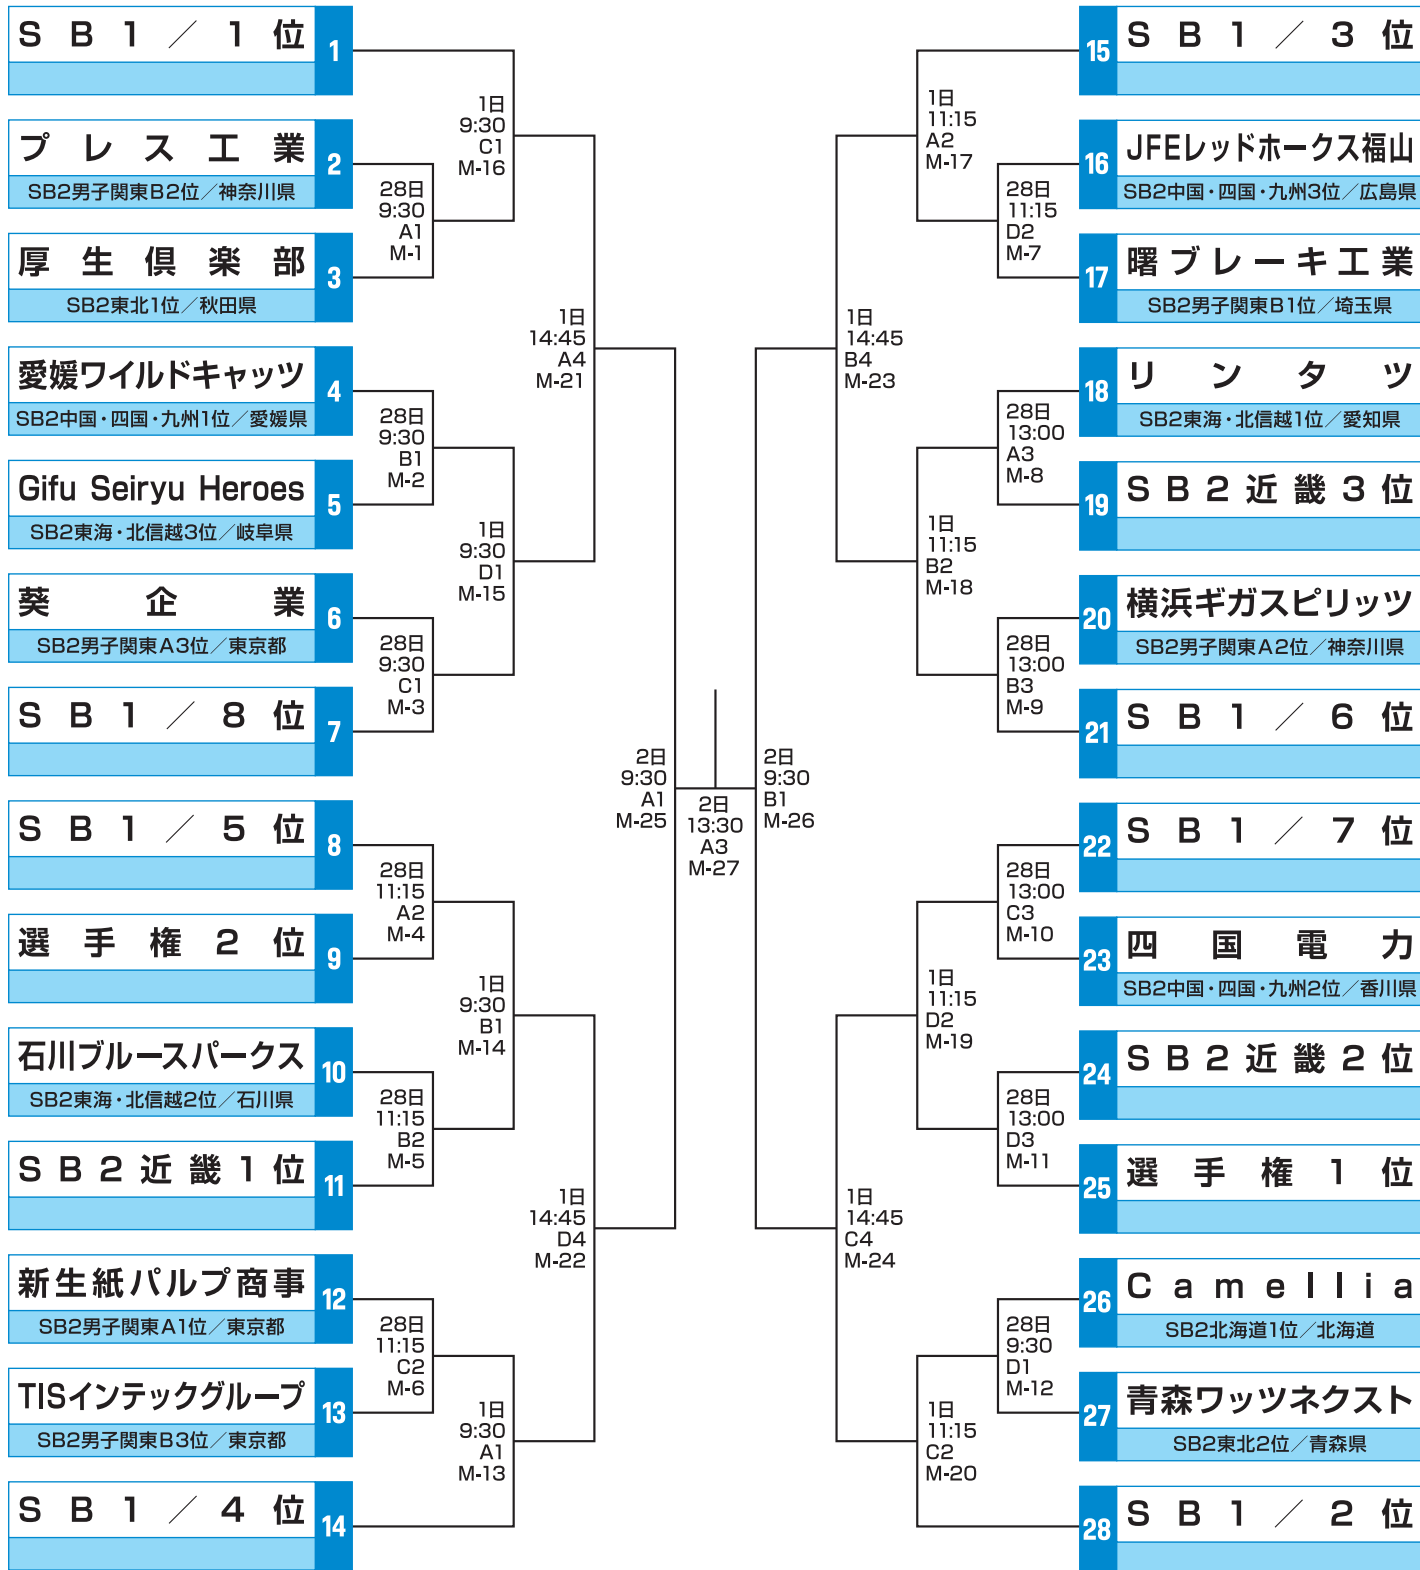 SB1／1位
1
プレス工業
SB2男子関東B2位／神奈川県
2
厚生倶楽部
SB2東北1位／秋田県
3
愛媛ワイルドキャッツ
SB2中国・四国・九州1位／愛媛県
4
Gifu Seiryu Heroes
SB2東海・北信越3位／岐阜県
5
葵企業
SB2男子関東A3位／東京都
6
SB1／8位
7
SB1／5位
8
選手権2位
9
石川ブルースパークス
SB2東海・北信越2位／石川県
10
SB2近畿1位
11
新生紙パルプ商事
SB2男子関東A1位／東京都
12
TISインテックグループ
SB2男子関東B3位／東京都
13
SB1／4位
14
28日
9:30
A1
M-1
28日
9:30
B1
M-2
28日
9:30
C1
M-3
28日
11:15
A2
M-4
28日
11:15
B2
M-5
28日
11:15
C2
M-6
1日
9:30
C1
M-16
1日
9:30
D1
M-15
1日
9:30
B1
M-14
1日
9:30
A1
M-13
1日
14:45
A4
M-21
1日
14:45
D4
M-22
2日
9:30
A1
M-25
2日
13:30
A3
M-27
2日
9:30
B1
M-26
1日
14:45
B4
M-23
1日
14:45
C4
M-24
1日
11:15
A2
M-17
1日
11:15
B2
M-18
1日
11:15
D2
M-19
1日
11:15
C2
M-20
28日
11:15
D2
M-7
28日
13:00
A3
M-8
28日
13:00
B3
M-9
28日
13:00
C3
M-10
28日
13:00
D3
M-11
28日
9:30
D1
M-12
15
SB1／3位
16
JFEレッドホークス福山
SB2中国・四国・九州3位／広島県
17
曙ブレーキ工業
SB2男子関東B1位／埼玉県
18
リンタツ
SB2東海・北信越1位／愛知県
19
SB2近畿3位
20
横浜ギガスピリッツ
SB2男子関東A2位／神奈川県
21
SB1／6位
22
SB1／7位
23
四国電力
SB2中国・四国・九州2位／香川県
24
SB2近畿2位
25
選手権1位
26
Camellia
SB2北海道1位／北海道
27
青森ワッツネクスト
SB2東北2位／青森県
28
SB1／2位